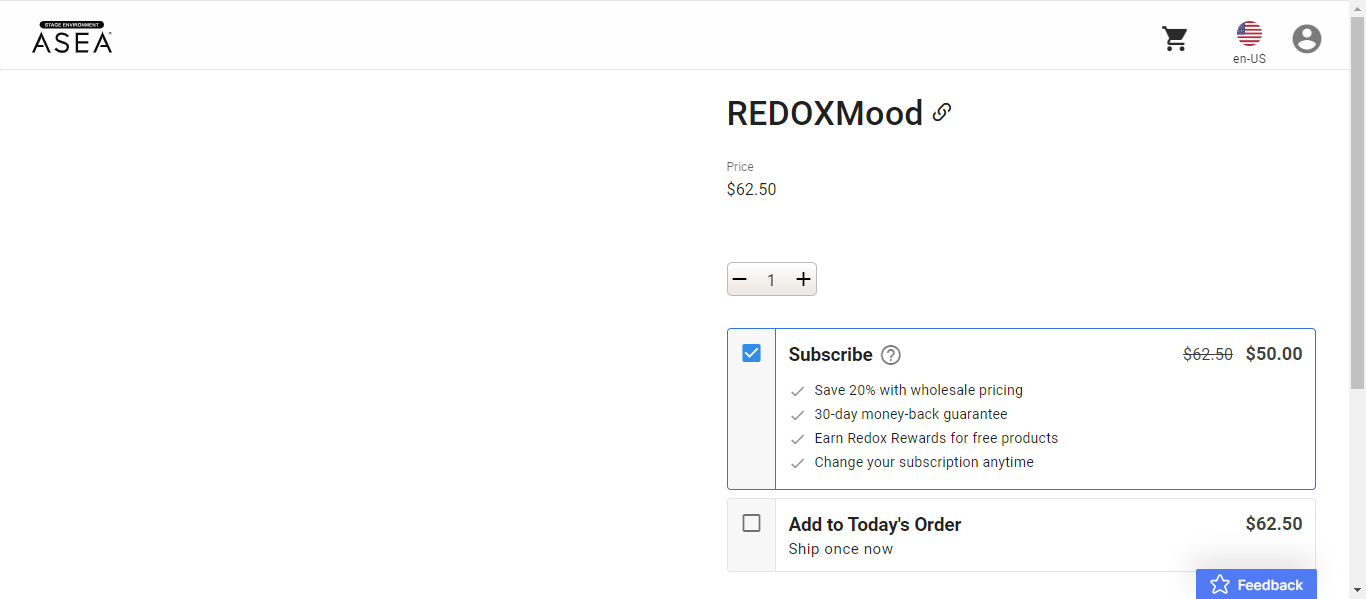 STAGE ENVIRONMENT
ASEA
en-US
REDOXMood
Price
$62.50
1
Subscribe
$62.50 $50.00
Save 20% with wholesale pricing
30-day money-back guarantee
Earn Redox Rewards for free products
Change your subscription anytime
Add to Today's Order
$62.50
Ship once now
Feedback